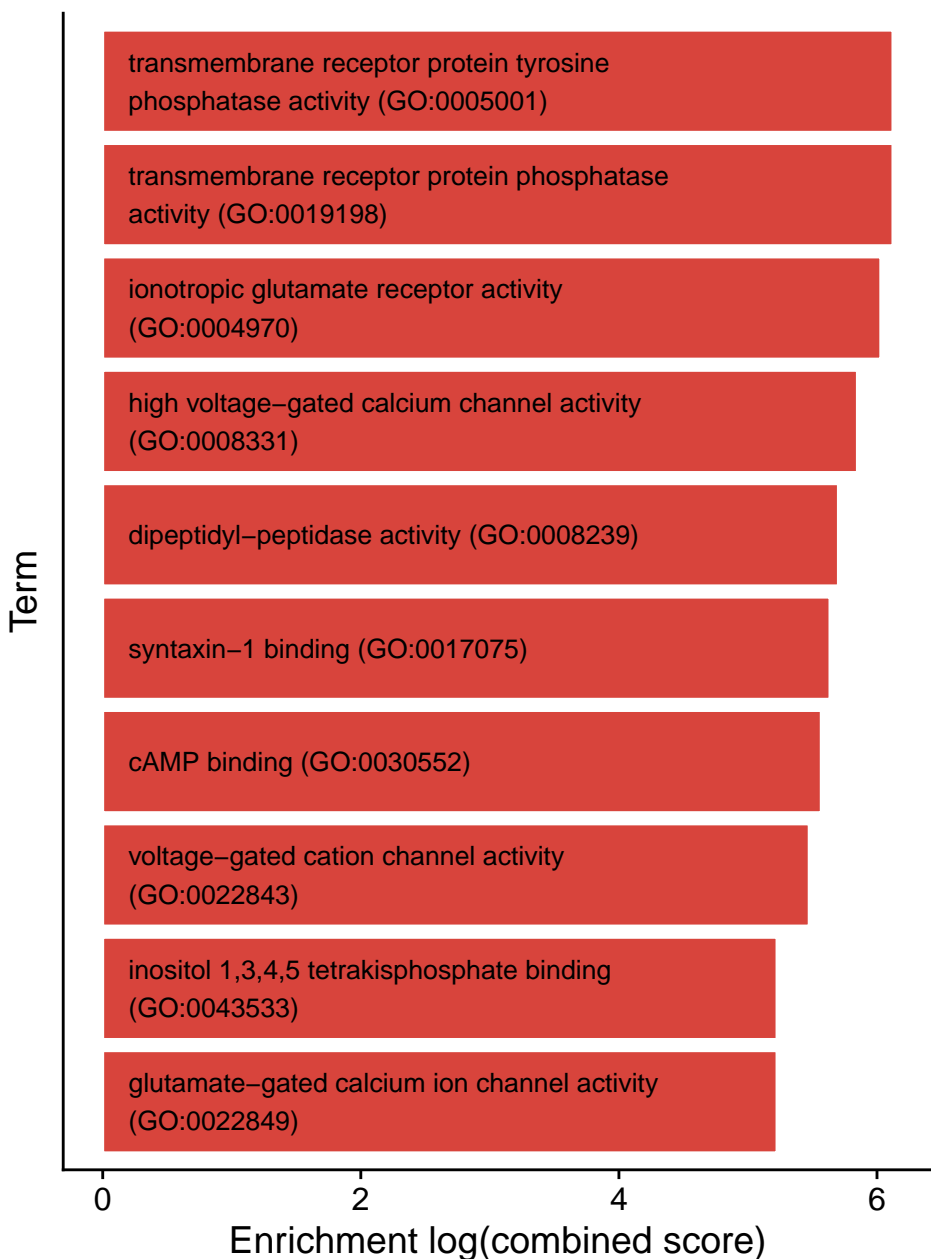 transmembrane receptor protein tyrosine
phosphatase activity (GO:0005001)
transmembrane receptor protein phosphatase
activity (GO:0019198)
ionotropic glutamate receptor activity
(GO:0004970)
high voltage−gated calcium channel activity
(GO:0008331)
dipeptidyl−peptidase activity (GO:0008239)
syntaxin−1 binding (GO:0017075)
cAMP binding (GO:0030552)
voltage−gated cation channel activity
(GO:0022843)
inositol 1,3,4,5 tetrakisphosphate binding
(GO:0043533)
glutamate−gated calcium ion channel activity
(GO:0022849)
Term
0 2 4 6
Enrichment log(combined score)